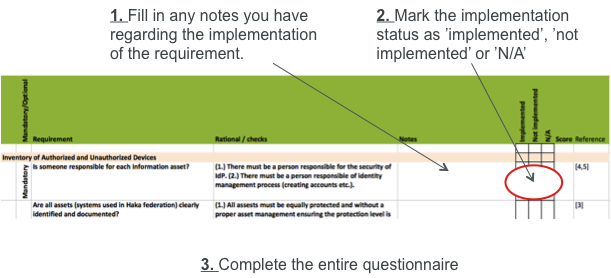 1. Fill in any notes you have
regarding the implementation
of the requirement.
2. Mark the implementation
status as ’implemented’, ’not
implemented’ or ’N/A’
Mandatory/Optional
Requirement
Rational / checks
Notes
Implemented
Not implemented
N/A
Score
Reference
Inventory of Authorized and Unauthorized Devices
Mandatory
Is someone responsible for each information asset?
(1.) There must be a person responsible for the security of
IdP. (2.) There must be a person responsible of identity
management process (creating accounts etc.).
[4,5]
Are all assets (systems used in Haka federation) clearly
identified and documented?
(1.) All assests must be equally protected and without a
proper asset management ensuring the protection level is
[3]
3. Complete the entire questionnaire